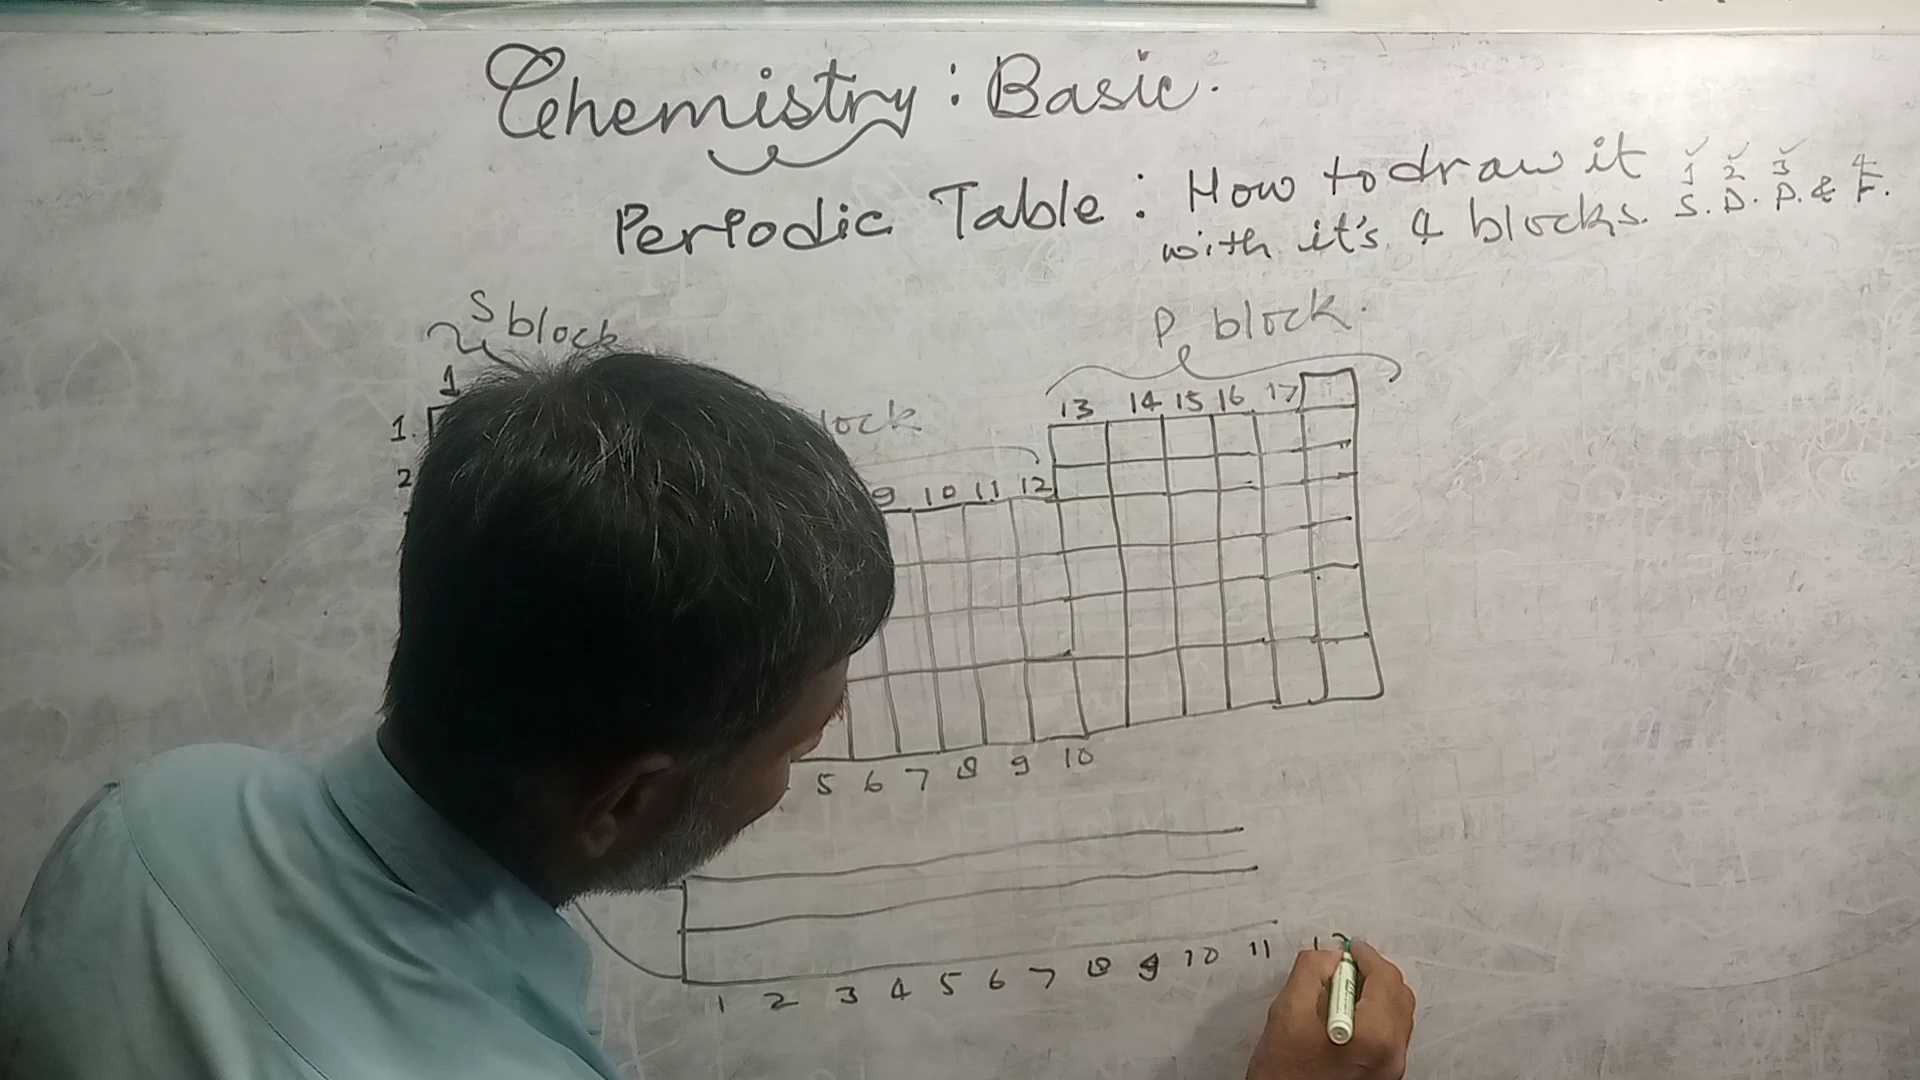 Chemistry: Basic.
Periodic Table: How to draw it
with it's 4 blocks.
1 2 3 4
S. D. P. & F.
S block
P block.
1
13 14 15 16 17
1.
2
9 10 11 12
5 6 7 8 9 10
1 2 3 4 5 6 7 8 9 10 11